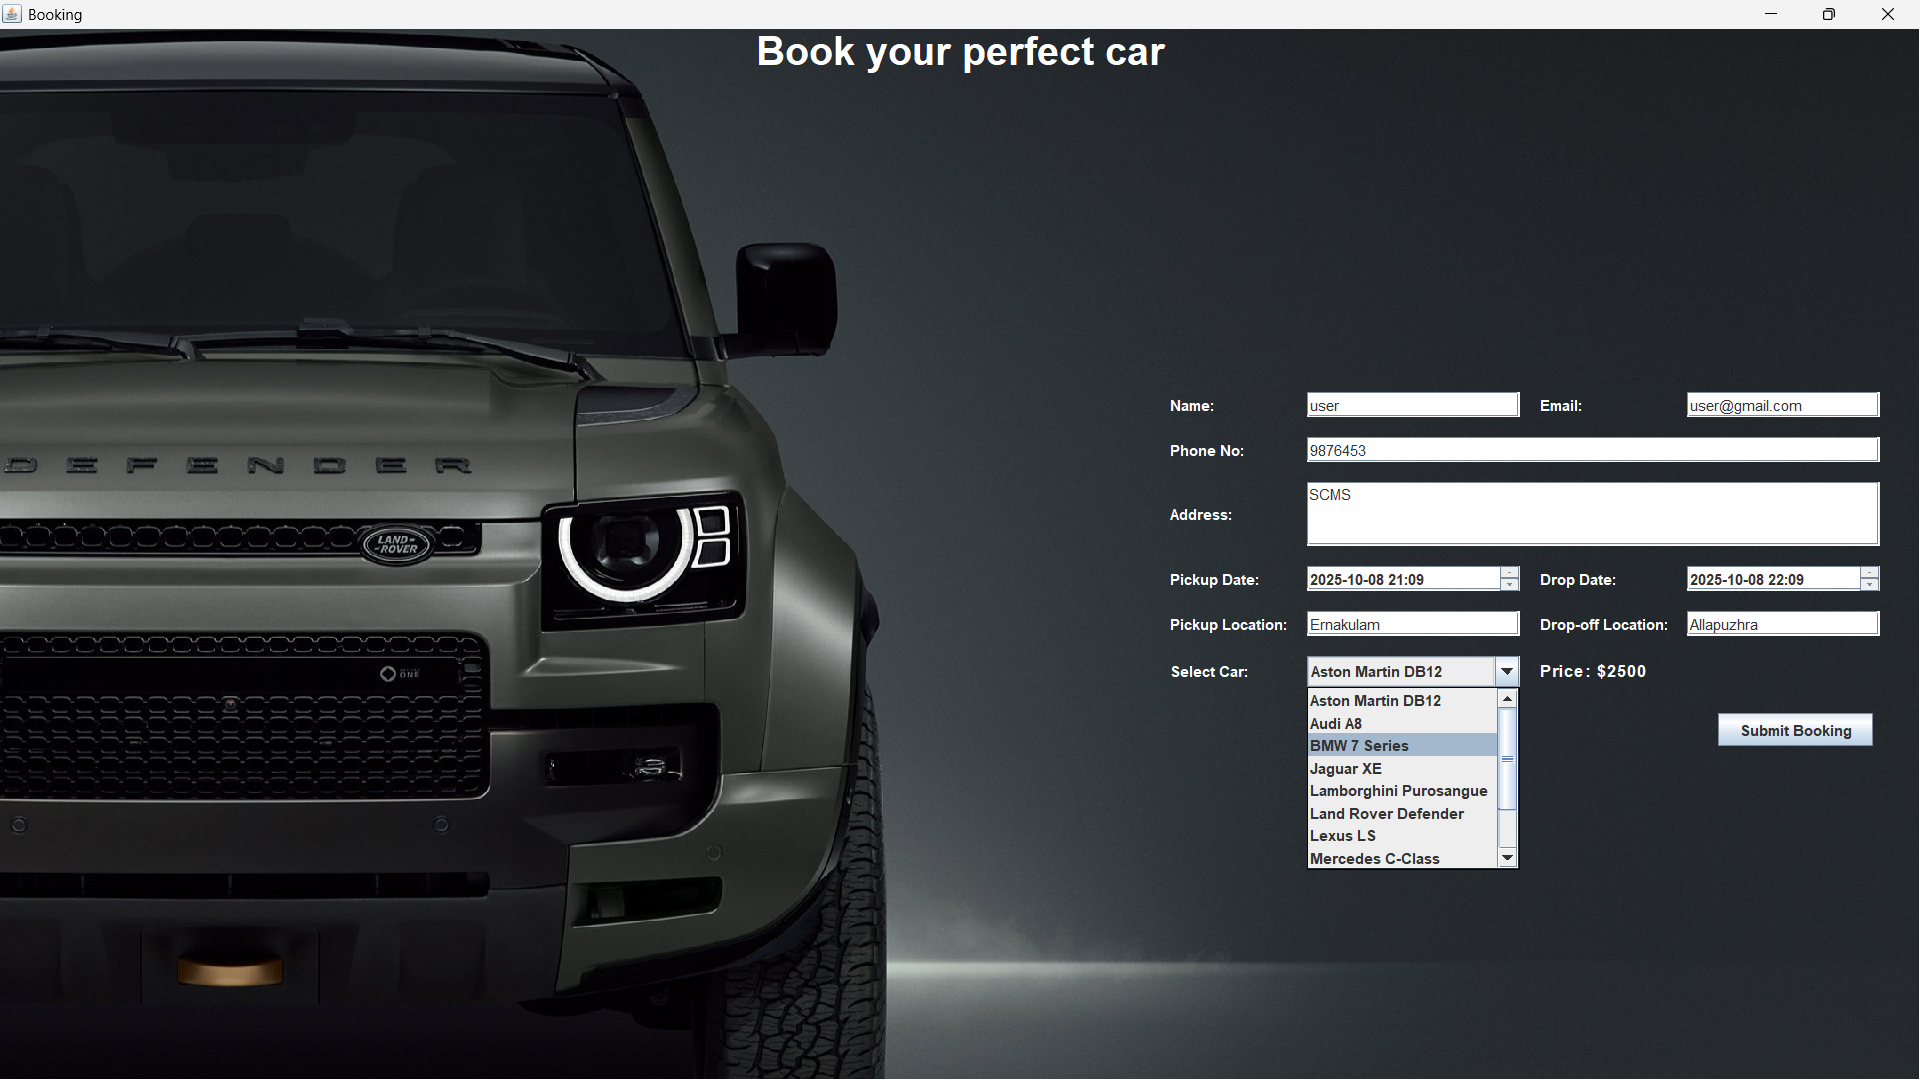 Booking
Book your perfect car
Name: user Email: user@gmail.com
DEFENDER
Phone No: 9876453
Address: SCMS
LAND-
-ROVER
Pickup Date: 2025-10-08 21:09 Drop Date: 2025-10-08 22:09
Pickup Location: Ernakulam Drop-off Location: Allapuzhra
Select Car: Aston Martin DB12 Price: $2500
ONE
Aston Martin DB12
Audi A8
Submit Booking
BMW 7 Series
Jaguar XE
Lamborghini Purosangue
Land Rover Defender
Lexus LS
Mercedes C-Class